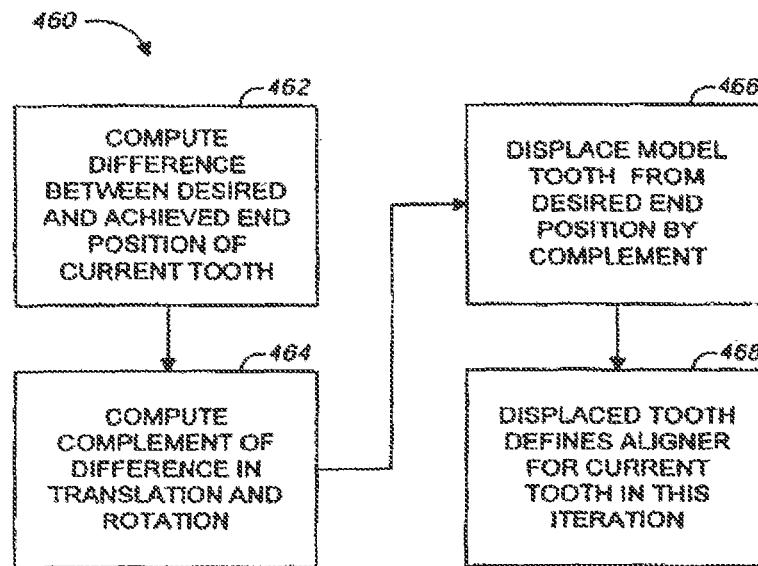 460
462
COMPUTE
DIFFERENCE
BETWEEN DESIRED
AND ACHIEVED END
POSITION OF
CURRENT TOOTH
464
COMPUTE
COMPLEMENT OF
DIFFERENCE IN
TRANSLATION AND
ROTATION
466
DISPLACE MODEL
TOOTH FROM
DESIRED END
POSITION BY
COMPLEMENT
468
DISPLACED TOOTH
DEFINES ALIGNER
FOR CURRENT
TOOTH IN THIS
ITERATION